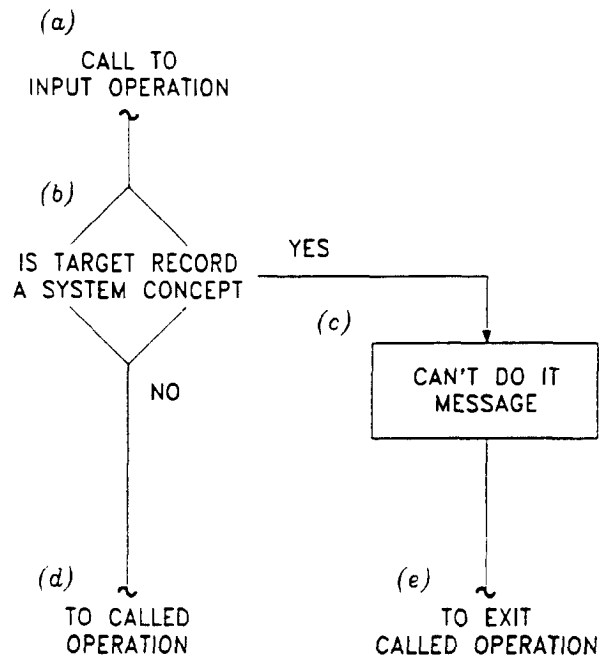 (a)
CALL TO
INPUT OPERATION
(b)
IS TARGET RECORD
A SYSTEM CONCEPT
YES
(c)
CAN'T DO IT
MESSAGE
NO
(d)
TO CALLED
OPERATION
(e)
TO EXIT
CALLED OPERATION